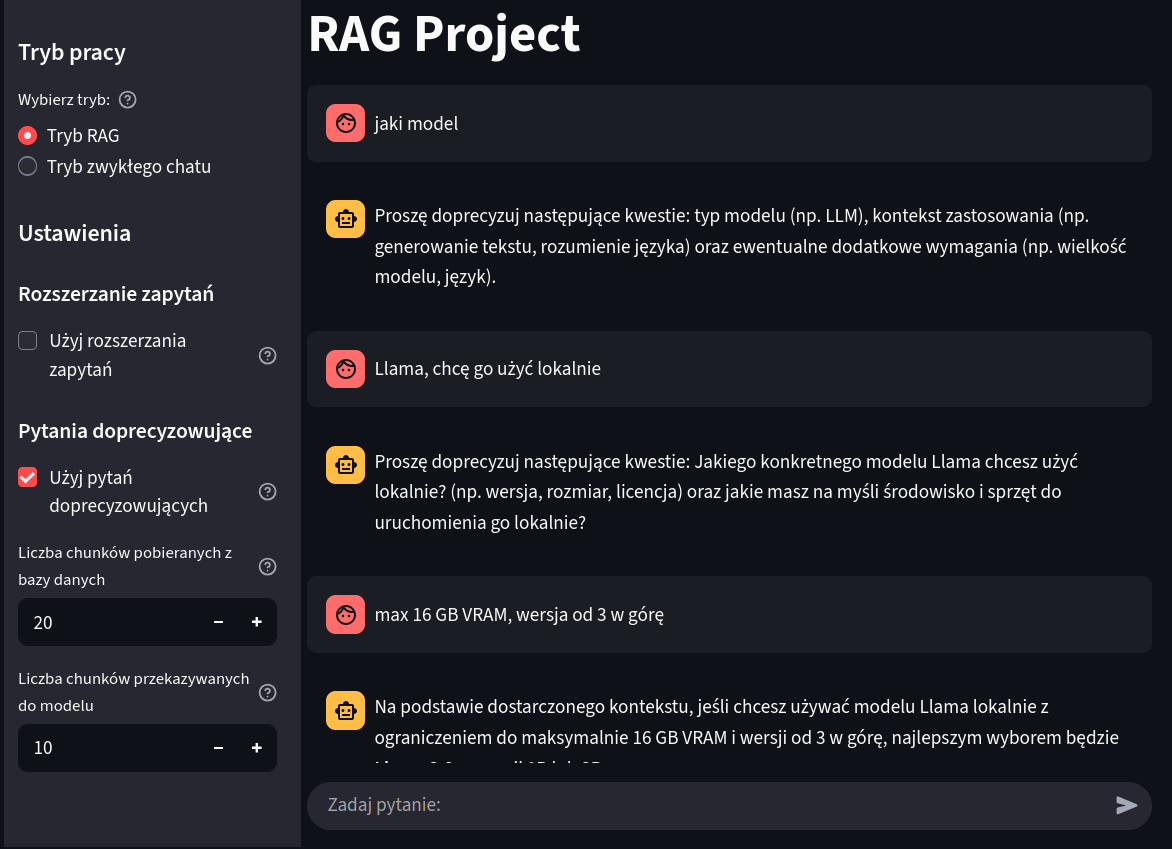 Tryb pracy
Wybierz tryb:
Tryb RAG
Tryb zwykłego chatu
Ustawienia
Rozszerzanie zapytań
Użyj rozszerzania
zapytań
Pytania doprecyzowujące
Użyj pytań
doprecyzowujących
Liczba chunków pobieranych z
bazy danych
20
Liczba chunków przekazywanych
do modelu
10
RAG Project
jaki model
Proszę doprecyzuj następujące kwestie: typ modelu (np. LLM), kontekst zastosowania (np.
generowanie tekstu, rozumienie języka) oraz ewentualne dodatkowe wymagania (np. wielkość
modelu, język).
Llama, chcę go użyć lokalnie
Proszę doprecyzuj następujące kwestie: Jakiego konkretnego modelu Llama chcesz użyć
lokalnie? (np. wersja, rozmiar, licencja) oraz jakie masz na myśli środowisko i sprzęt do
uruchomienia go lokalnie?
max 16 GB VRAM, wersja od 3 w górę
Na podstawie dostarczonego kontekstu, jeśli chcesz używać modelu Llama lokalnie z
ograniczeniem do maksymalnie 16 GB VRAM i wersji od 3 w górę, najlepszym wyborem będzie
Zadaj pytanie: